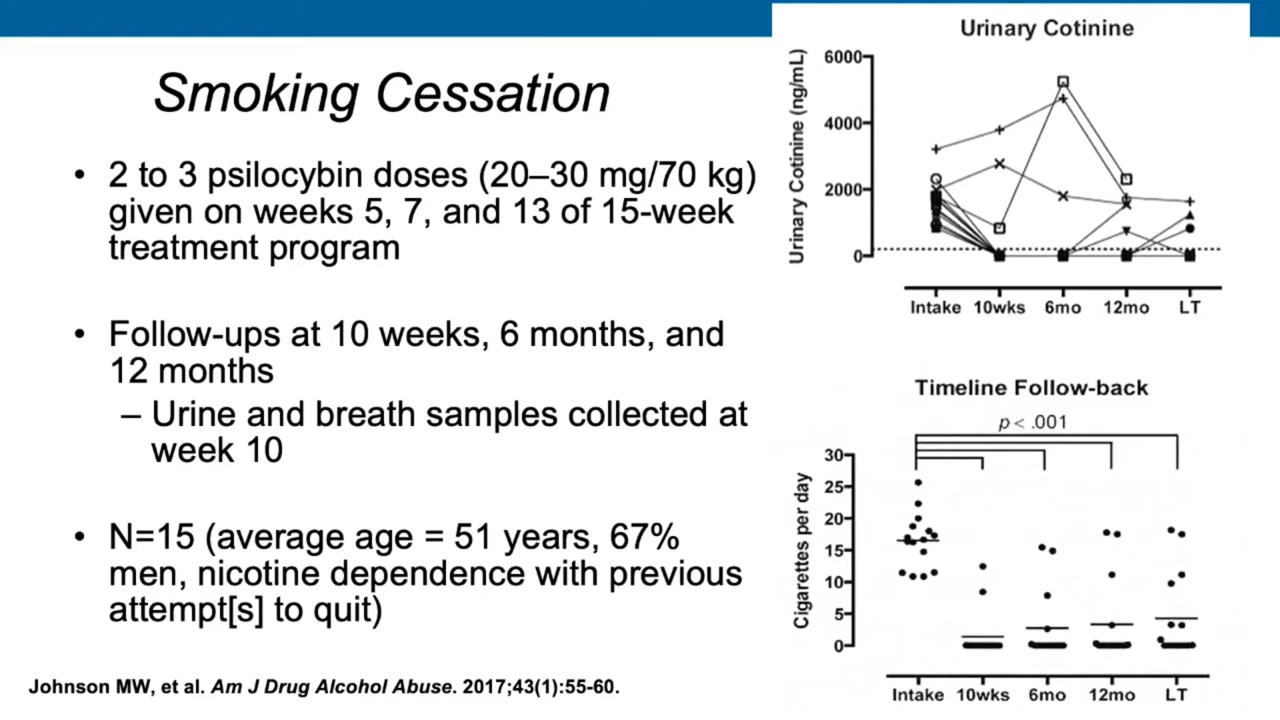 Smoking Cessation
• 2 to 3 psilocybin doses (20–30 mg/70 kg)
given on weeks 5, 7, and 13 of 15-week
treatment program
• Follow-ups at 10 weeks, 6 months, and
12 months
– Urine and breath samples collected at
week 10
• N=15 (average age = 51 years, 67%
men, nicotine dependence with previous
attempt[s] to quit)
Johnson MW, et al. Am J Drug Alcohol Abuse. 2017;43(1):55-60.
Urinary Cotinine
Urinary Cotinine (ng/mL)
6000
4000
2000
0
Intake 10wks 6mo 12mo LT
Timeline Follow-back
p < .001
Cigarettes per day
30
25
20
15
10
5
0
Intake 10wks 6mo 12mo LT